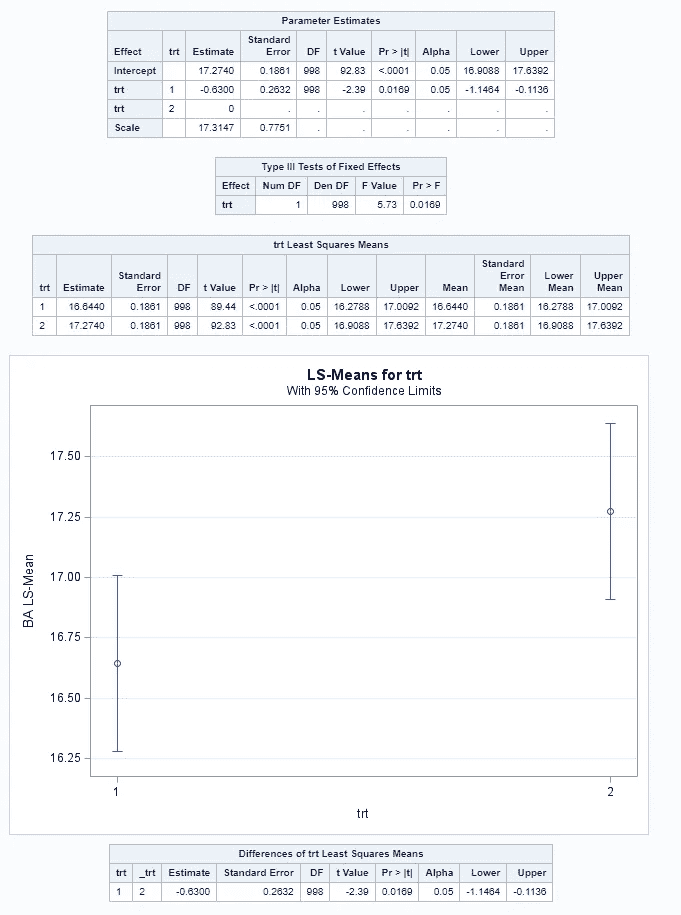 Parameter Estimates
Effect trt Estimate Standard Error DF t Value Pr > |t| Alpha Lower Upper
Intercept 17.2740 0.1861 998 92.83 <.0001 0.05 16.9088 17.6392
trt 1 -0.6300 0.2632 998 -2.39 0.0169 0.05 -1.1464 -0.1136
trt 2 0 . . . . . . .
Scale 17.3147 0.7751 . . . . . .
Type III Tests of Fixed Effects
Effect Num DF Den DF F Value Pr > F
trt 1 998 5.73 0.0169
trt Least Squares Means
trt Estimate Standard Error DF t Value Pr > |t| Alpha Lower Upper Mean Standard Error Mean Lower Mean Upper Mean
1 16.6440 0.1861 998 89.44 <.0001 0.05 16.2788 17.0092 16.6440 0.1861 16.2788 17.0092
2 17.2740 0.1861 998 92.83 <.0001 0.05 16.9088 17.6392 17.2740 0.1861 16.9088 17.6392
LS-Means for trt
With 95% Confidence Limits
17.50
17.25
17.00
16.75
16.50
16.25
BA LS-Mean
1 2
trt
Differences of trt Least Squares Means
trt _trt Estimate Standard Error DF t Value Pr > |t| Alpha Lower Upper
1 2 -0.6300 0.2632 998 -2.39 0.0169 0.05 -1.1464 -0.1136